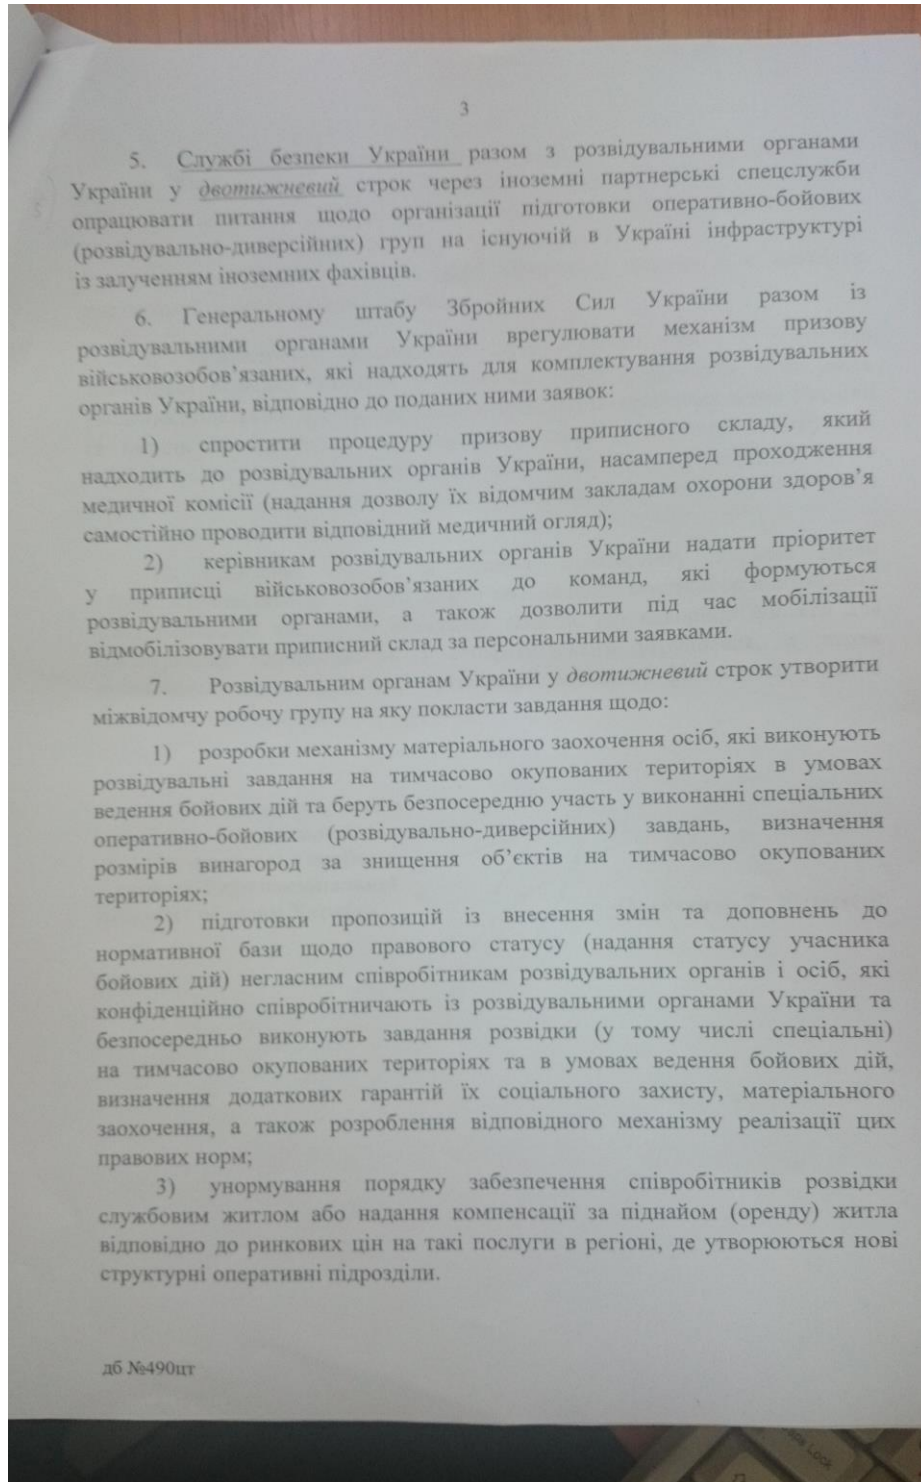 3
5. Службі безпеки України разом з розвідувальними органами
України у двотижневий строк через іноземні партнерські спецслужби
опрацювати питання щодо організації підготовки оперативно-бойових
(розвідувально-диверсійних) груп на існуючій в Україні інфраструктурі
із залученням іноземних фахівців.
6. Генеральному штабу Збройних Сил України разом із
розвідувальними органами України врегулювати механізм призову
військовозобов’язаних, які надходять для комплектування розвідувальних
органів України, відповідно до поданих ними заявок:
1) спростити процедуру призову приписного складу, який
надходить до розвідувальних органів України, насамперед проходження
медичної комісії (надання дозволу їх відомчим закладам охорони здоров’я
самостійно проводити відповідний медичний огляд);
2) керівникам розвідувальних органів України надати пріоритет
у приписці військовозобов’язаних до команд, які формуються
розвідувальними органами, а також дозволити під час мобілізації
відмобілізовувати приписний склад за персональними заявками.
7. Розвідувальним органам України у двотижневий строк утворити
міжвідомчу робочу групу на яку покласти завдання щодо:
1) розробки механізму матеріального заохочення осіб, які виконують
розвідувальні завдання на тимчасово окупованих територіях в умовах
ведення бойових дій та беруть безпосередню участь у виконанні спеціальних
оперативно-бойових (розвідувально-диверсійних) завдань, визначення
розмірів винагород за знищення об’єктів на тимчасово окупованих
територіях;
2) підготовки пропозицій із внесення змін та доповнень до
нормативної бази щодо правового статусу (надання статусу учасника
бойових дій) негласним співробітникам розвідувальних органів і осіб, які
конфіденційно співробітничають із розвідувальними органами України та
безпосередньо виконують завдання розвідки (у тому числі спеціальні)
на тимчасово окупованих територіях та в умовах ведення бойових дій,
визначення додаткових гарантій їх соціального захисту, матеріального
заохочення, а також розроблення відповідного механізму реалізації цих
правових норм;
3) унормування порядку забезпечення співробітників розвідки
службовим житлом або надання компенсації за піднайом (оренду) житла
відповідно до ринкових цін на такі послуги в регіоні, де утворюються нові
структурні оперативні підрозділи.
дб №490цт
Caps Lock